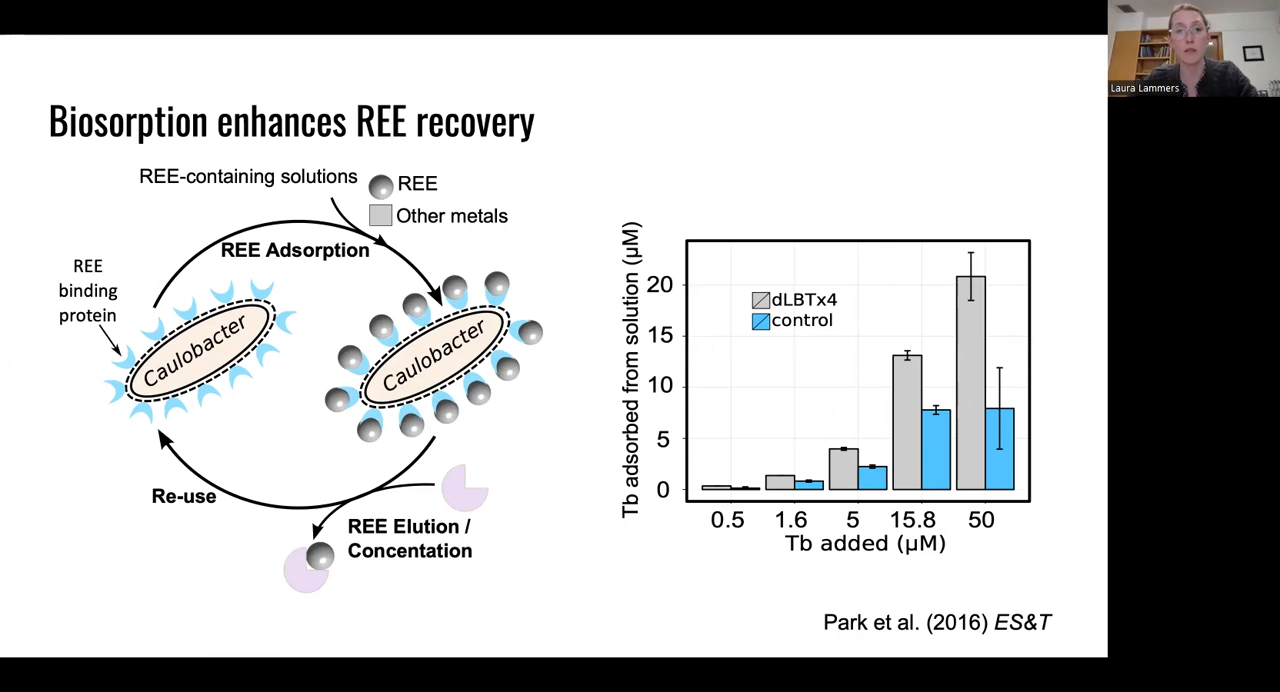 Laura Lammers
Biosorption enhances REE recovery
REE-containing solutions
REE
Other metals
REE Adsorption
REE
binding
protein
Caulobacter
Caulobacter
Re-use
REE Elution /
Concentation
Tb adsorbed from solution (µM)
20
15
10
5
0
dLBTx4
control
0.5 1.6 5 15.8 50
Tb added (µM)
Park et al. (2016) ES&T